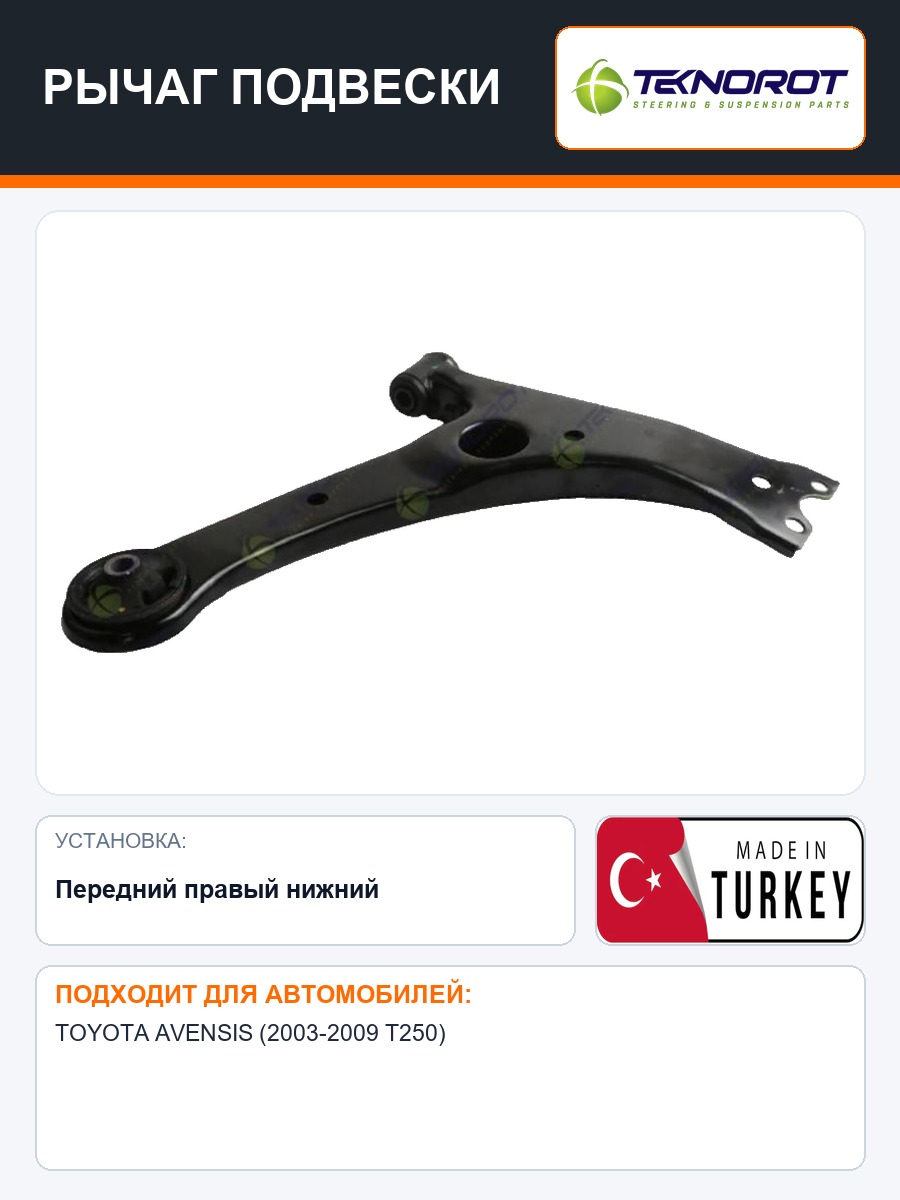 РЫЧАГ ПОДВЕСКИ
TEKNOROT
STEERING & SUSPENSION PARTS
УСТАНОВКА:
Передний правый нижний
MADE IN
TURKEY
ПОДХОДИТ ДЛЯ АВТОМОБИЛЕЙ:
TOYOTA AVENSIS (2003-2009 T250)